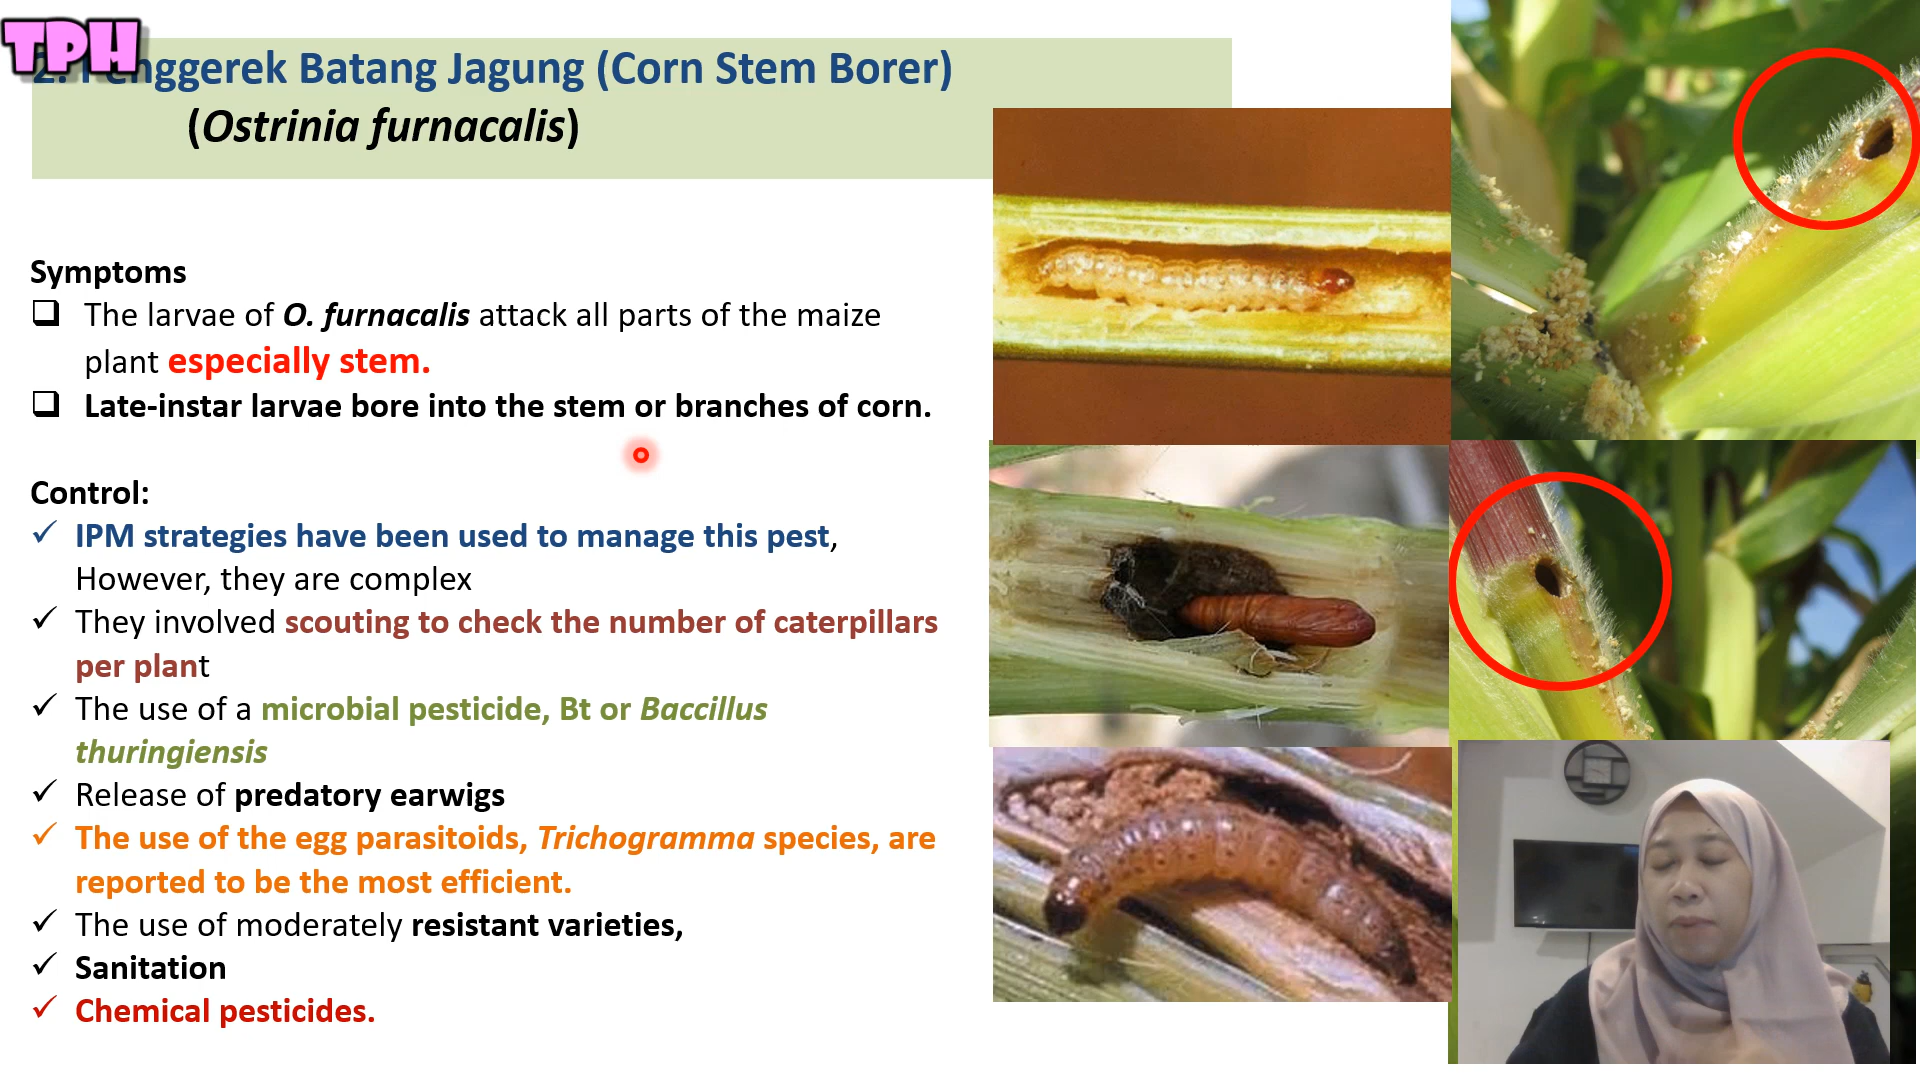 TPH
2. Penggerek Batang Jagung (Corn Stem Borer)
(Ostrinia furnacalis)
Symptoms
❑ The larvae of O. furnacalis attack all parts of the maize
plant especially stem.
❑ Late-instar larvae bore into the stem or branches of corn.
Control:
✓ IPM strategies have been used to manage this pest,
However, they are complex
✓ They involved scouting to check the number of caterpillars
per plant
✓ The use of a microbial pesticide, Bt or Baccillus
thuringiensis
✓ Release of predatory earwigs
✓ The use of the egg parasitoids, Trichogramma species, are
reported to be the most efficient.
✓ The use of moderately resistant varieties,
✓ Sanitation
✓ Chemical pesticides.